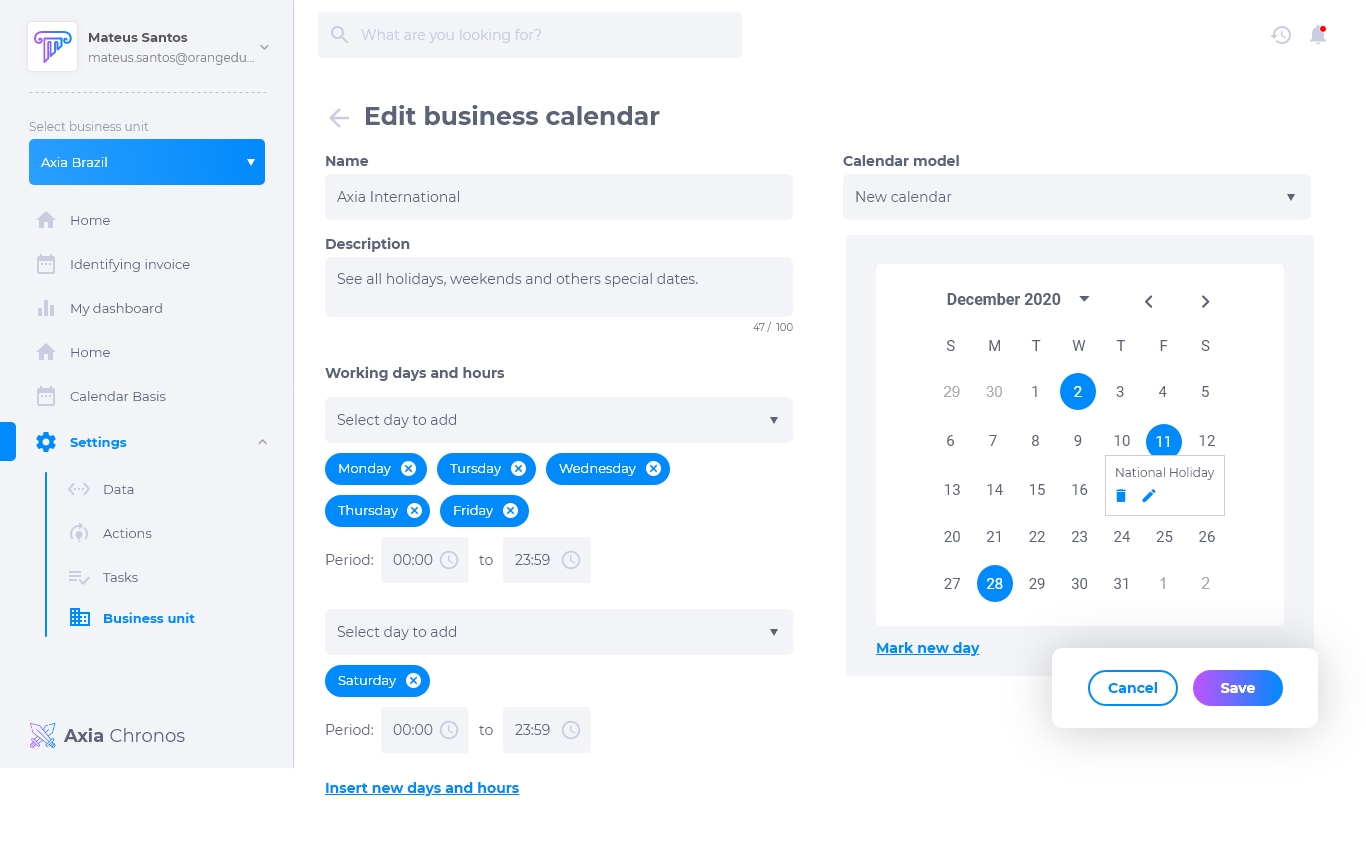 Mateus Santos
mateus.santos@orangedu...
Select business unit
Axia Brazil
Home
Identifying invoice
My dashboard
Home
Calendar Basis
Settings
Data
Actions
Tasks
Business unit
Axia Chronos
What are you looking for?
Edit business calendar
Name
Axia International
Description
See all holidays, weekends and others special dates.
47 / 100
Working days and hours
Select day to add
Monday Tursday Wednesday
Thursday Friday
Period: 00:00 to 23:59
Select day to add
Saturday
Period: 00:00 to 23:59
Insert new days and hours
Calendar model
New calendar
December 2020
S M T W T F S
29 30 1 2 3 4 5
6 7 8 9 10 11 12
National Holiday
13 14 15 16
20 21 22 23 24 25 26
27 28 29 30 31 1 2
Mark new day
Cancel Save